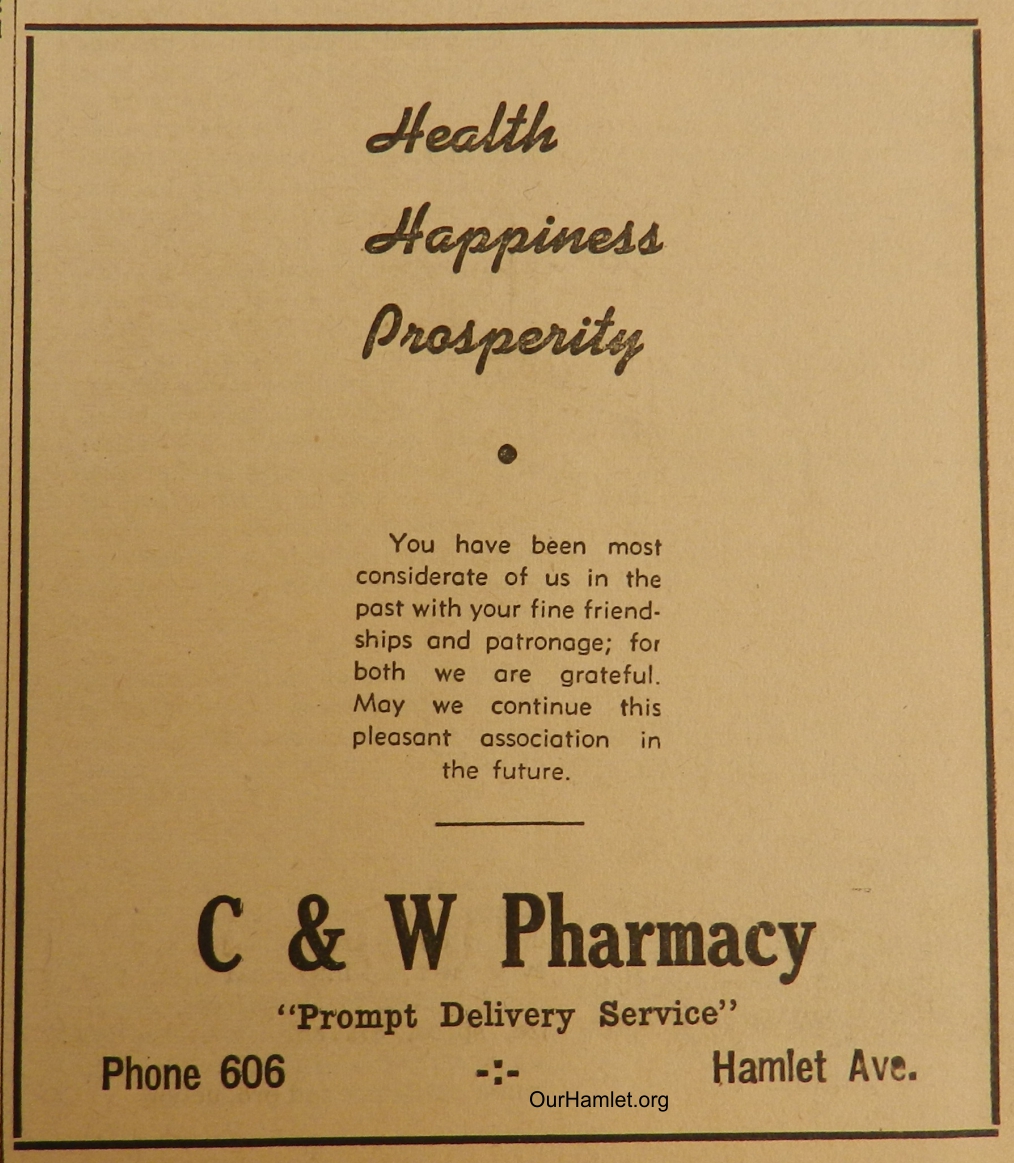 Health
Happiness
Prosperity
You have been most
considerate of us in the
past with your fine friend-
ships and patronage; for
both we are grateful.
May we continue this
pleasant association in
the future.
C & W Pharmacy
"Prompt Delivery Service"
Phone 606 -:- Hamlet Ave.
OurHamlet.org